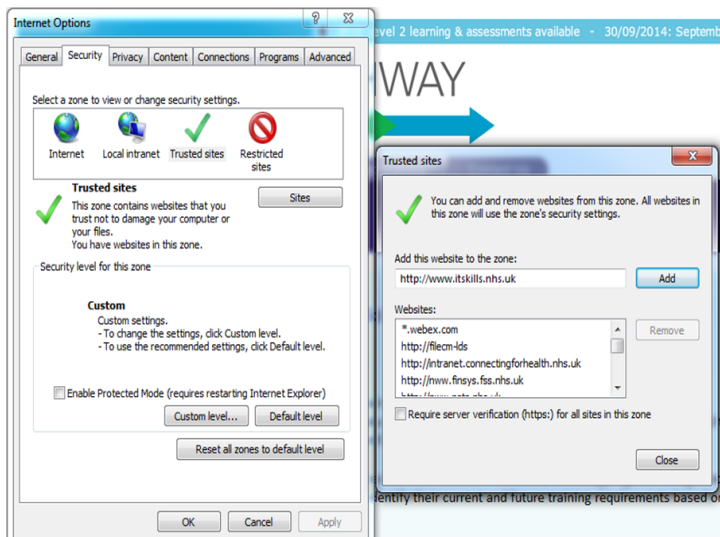 Internet Options
General Security Privacy Content Connections Programs Advanced
Select a zone to view or change security settings.
Internet Local intranet Trusted sites Restricted
sites
Trusted sites
This zone contains websites that you
trust not to damage your computer or
your files.
You have websites in this zone.
Sites
Security level for this zone
Custom
Custom settings.
- To change the settings, click Custom level.
- To use the recommended settings, click Default level.
Enable Protected Mode (requires restarting Internet Explorer)
Custom level... Default level
Reset all zones to default level
OK Cancel Apply
evel 2 learning & assessments available - 30/09/2014: Septemb
WAY
Trusted sites
You can add and remove websites from this zone. All websites in
this zone will use the zone's security settings.
Add this website to the zone:
http://www.itskills.nhs.uk Add
Websites:
*.webex.com Remove
http://filecm-lds
http://intranet.connectingforhealth.nhs.uk
http://nww.finsys.fss.nhs.uk
Require server verification (https:) for all sites in this zone
Close
entify their current and future training requirements based o